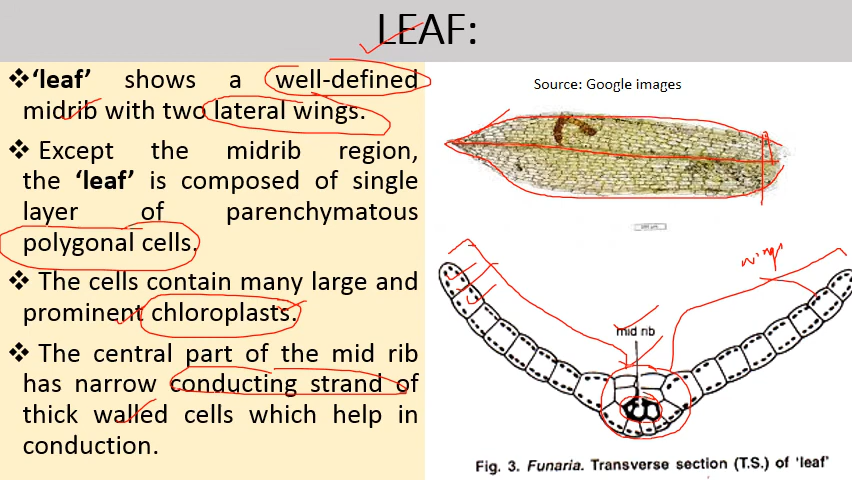 LEAF:
❖‘leaf’ shows a well-defined
midrib with two lateral wings.
❖ Except the midrib region,
the ‘leaf’ is composed of single
layer of parenchymatous
polygonal cells.
❖ The cells contain many large and
prominent chloroplasts.
❖ The central part of the mid rib
has narrow conducting strand of
thick walled cells which help in
conduction.
Source: Google images
wings
mid rib
Fig. 3. Funaria. Transverse section (T.S.) of ‘leaf’